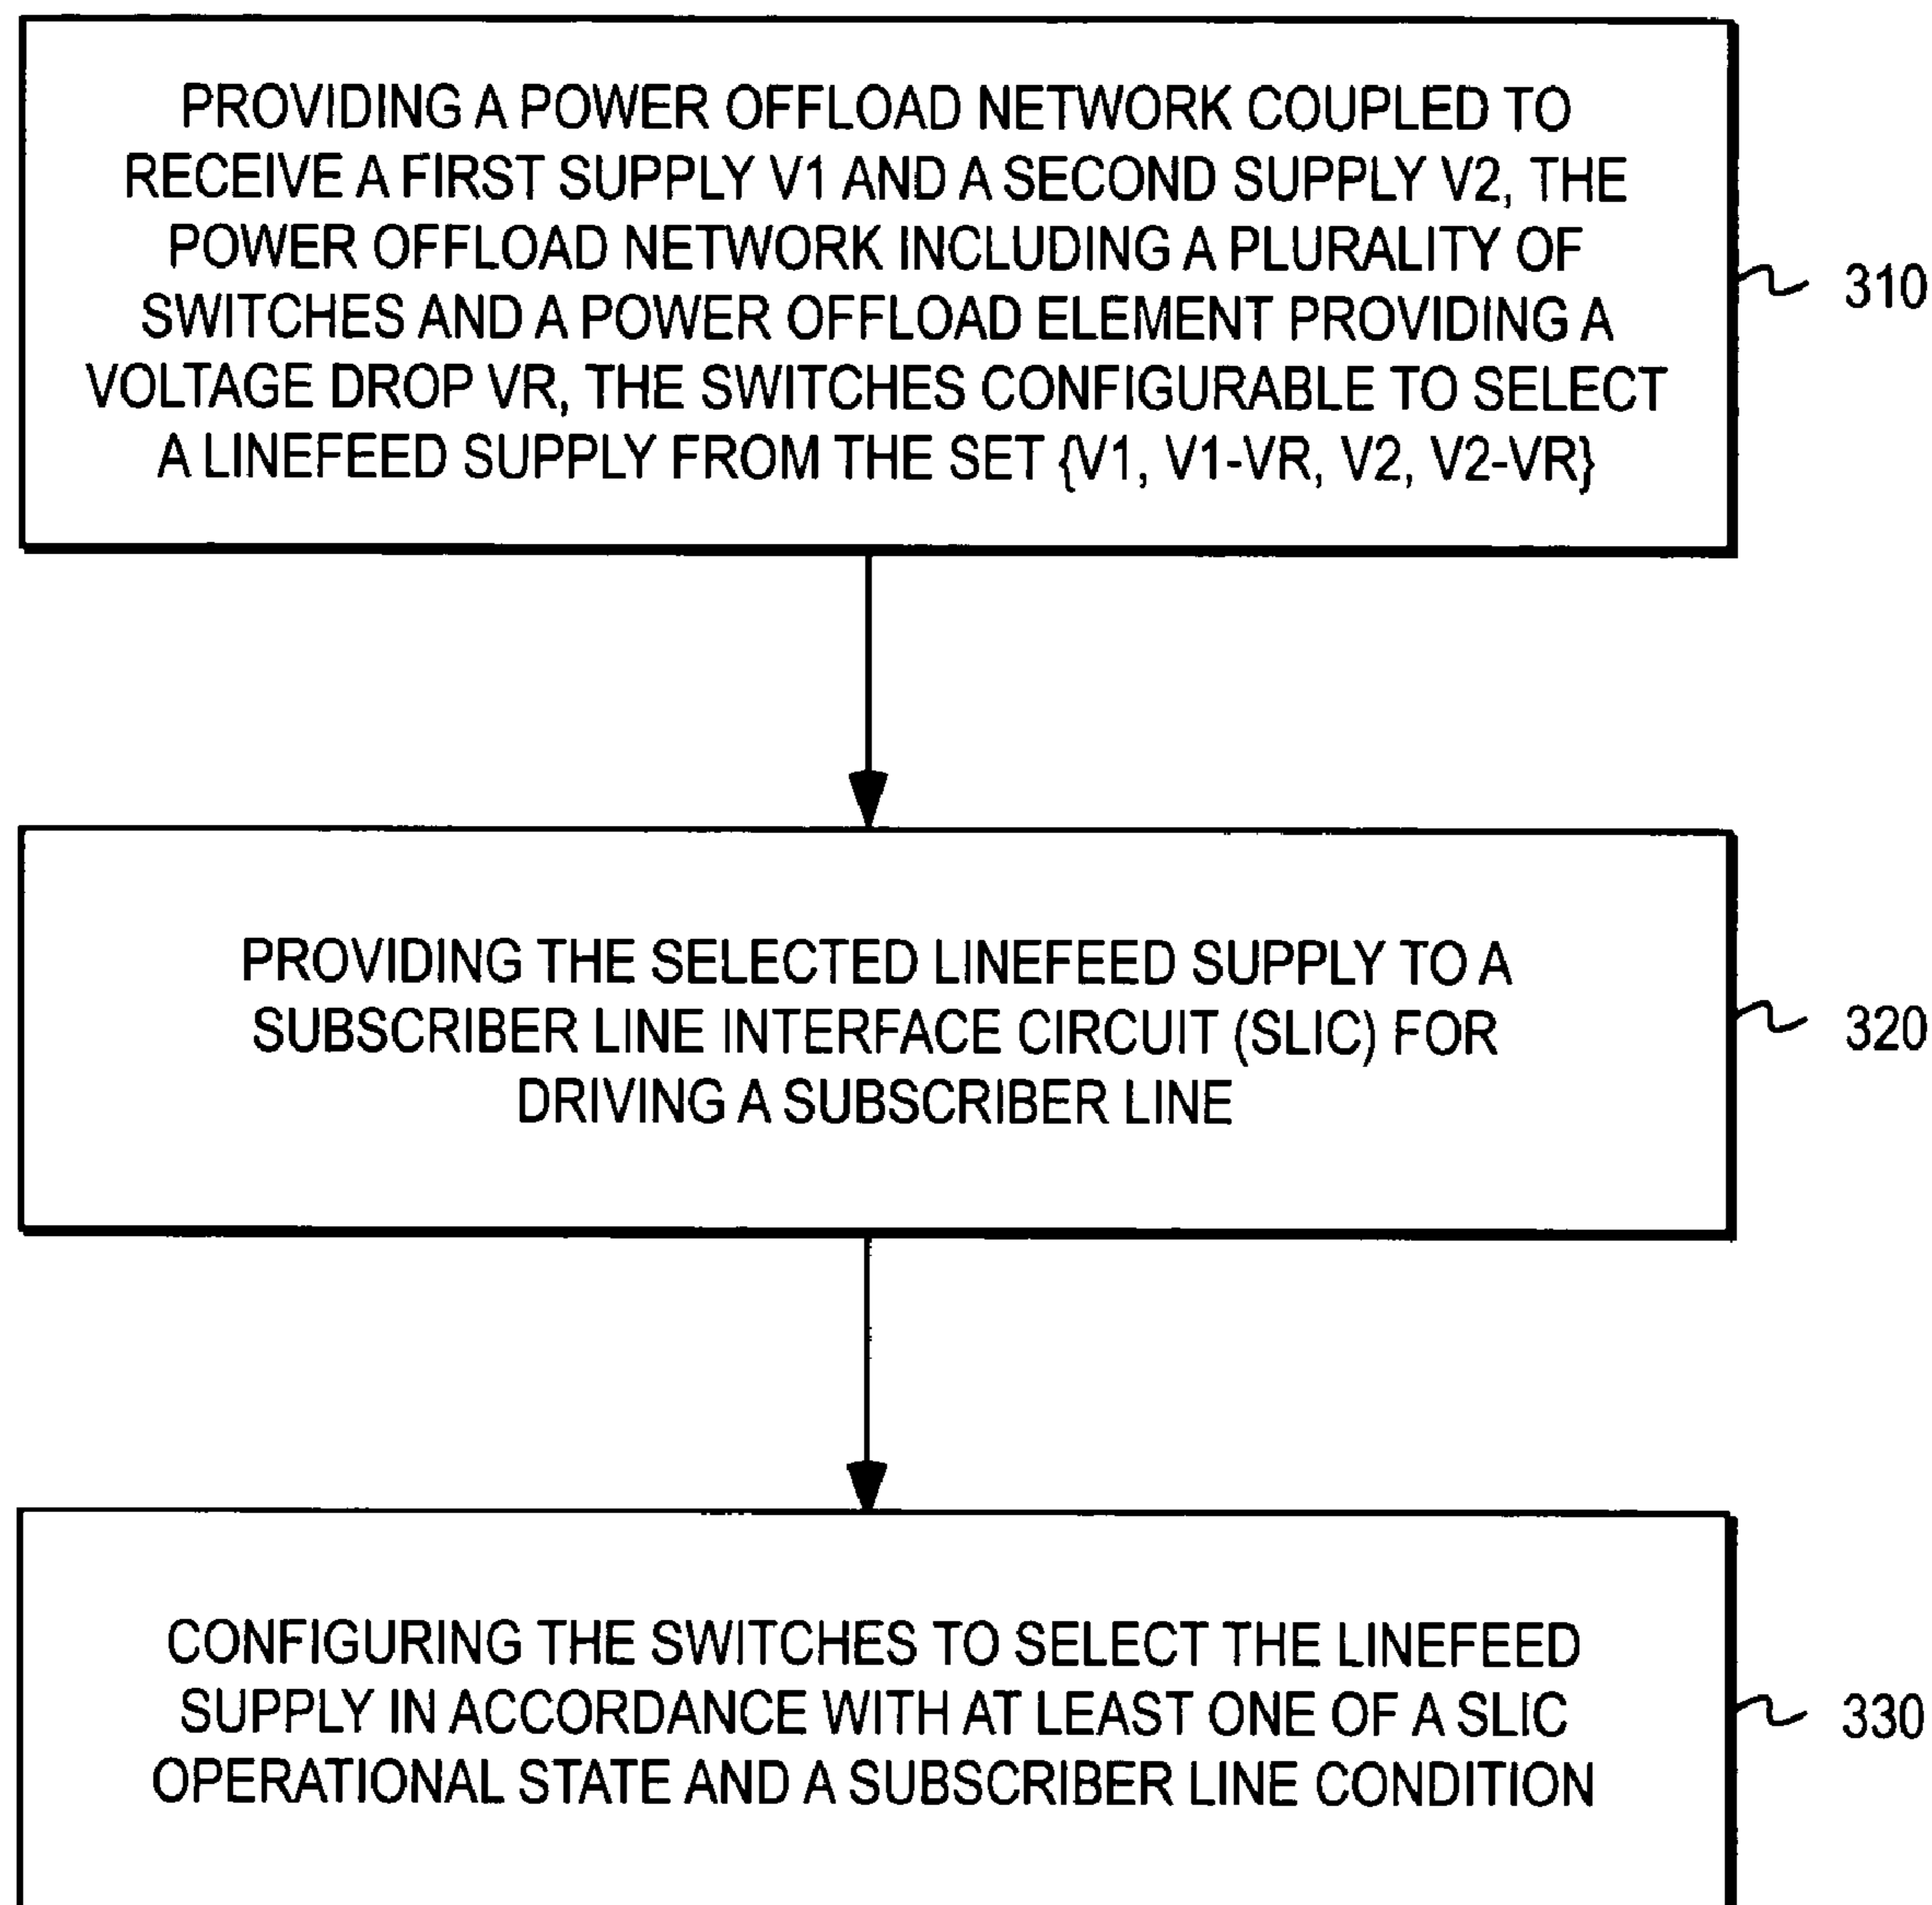 PROVIDING A POWER OFFLOAD NETWORK COUPLED TO
RECEIVE A FIRST SUPPLY V1 AND A SECOND SUPPLY V2, THE
POWER OFFLOAD NETWORK INCLUDING A PLURALITY OF
SWITCHES AND A POWER OFFLOAD ELEMENT PROVIDING A
VOLTAGE DROP VR, THE SWITCHES CONFIGURABLE TO SELECT
A LINEFEED SUPPLY FROM THE SET {V1, V1-VR, V2, V2-VR}
310
PROVIDING THE SELECTED LINEFEED SUPPLY TO A
SUBSCRIBER LINE INTERFACE CIRCUIT (SLIC) FOR
DRIVING A SUBSCRIBER LINE
320
CONFIGURING THE SWITCHES TO SELECT THE LINEFEED
SUPPLY IN ACCORDANCE WITH AT LEAST ONE OF A SLIC
OPERATIONAL STATE AND A SUBSCRIBER LINE CONDITION
330